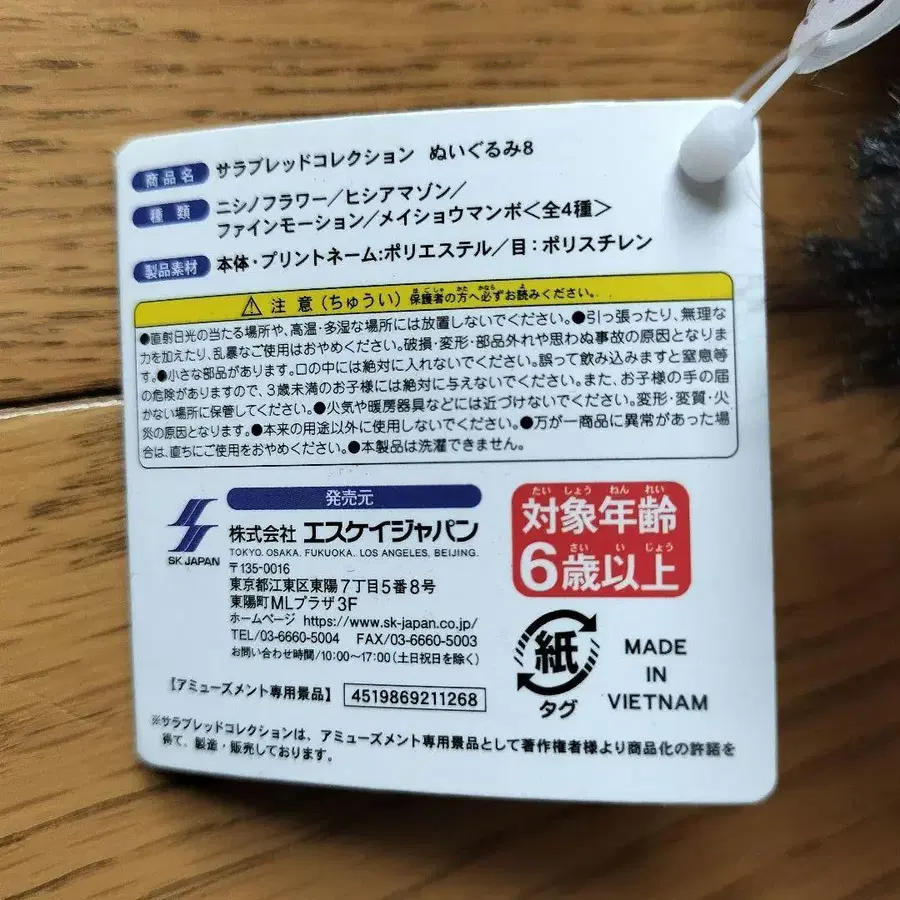 商品名 サラブレッドコレクション ぬいぐるみ8
種類 ニシノフラワー／ヒシアマゾン／
ファインモーション／メイショウマンボ＜全4種＞
製品素材 本体・プリントネーム:ポリエステル／目：ポリスチレン
⚠ 注意（ちゅうい） 保護者の方へ必ずお読みください。
●直射日光の当たる場所や、高温・多湿な場所には放置しないでください。●引っ張ったり、無理な
力を加えたり、乱暴なご使用はおやめください。破損・変形・部品外れや思わぬ事故の原因となりま
す。●小さな部品があります。口の中には絶対に入れないでください。誤って飲み込みますと窒息等
の危険がありますので、3歳未満のお子様には絶対に与えないでください。また、お子様の手の届
かない場所に保管してください。●火気や暖房器具などには近づけないでください。変形・変質・火
災の原因となります。●本来の用途以外に使用しないでください。●万が一商品に異常があった場
合は、直ちにご使用をおやめください。●本製品は洗濯できません。
発売元
SK JAPAN
株式会社 エスケイジャパン
TOKYO. OSAKA. FUKUOKA. LOS ANGELES. BEIJING.
〒135-0016
東京都江東区東陽7丁目5番8号
東陽町MLプラザ3F
ホームページ https://www.sk-japan.co.jp/
TEL/03-6660-5004 FAX/03-6660-5003
お問い合わせ時間/10:00〜17:00（土日祝日を除く）
たいしょうねんれい
対象年齢
さいいじょう
6歳以上
紙
タグ
MADE
IN
VIETNAM
【アミューズメント専用景品】 4519869211268
※サラブレッドコレクションは、アミューズメント専用景品として著作権者様より商品化の許諾を
得て、製造・販売しております。